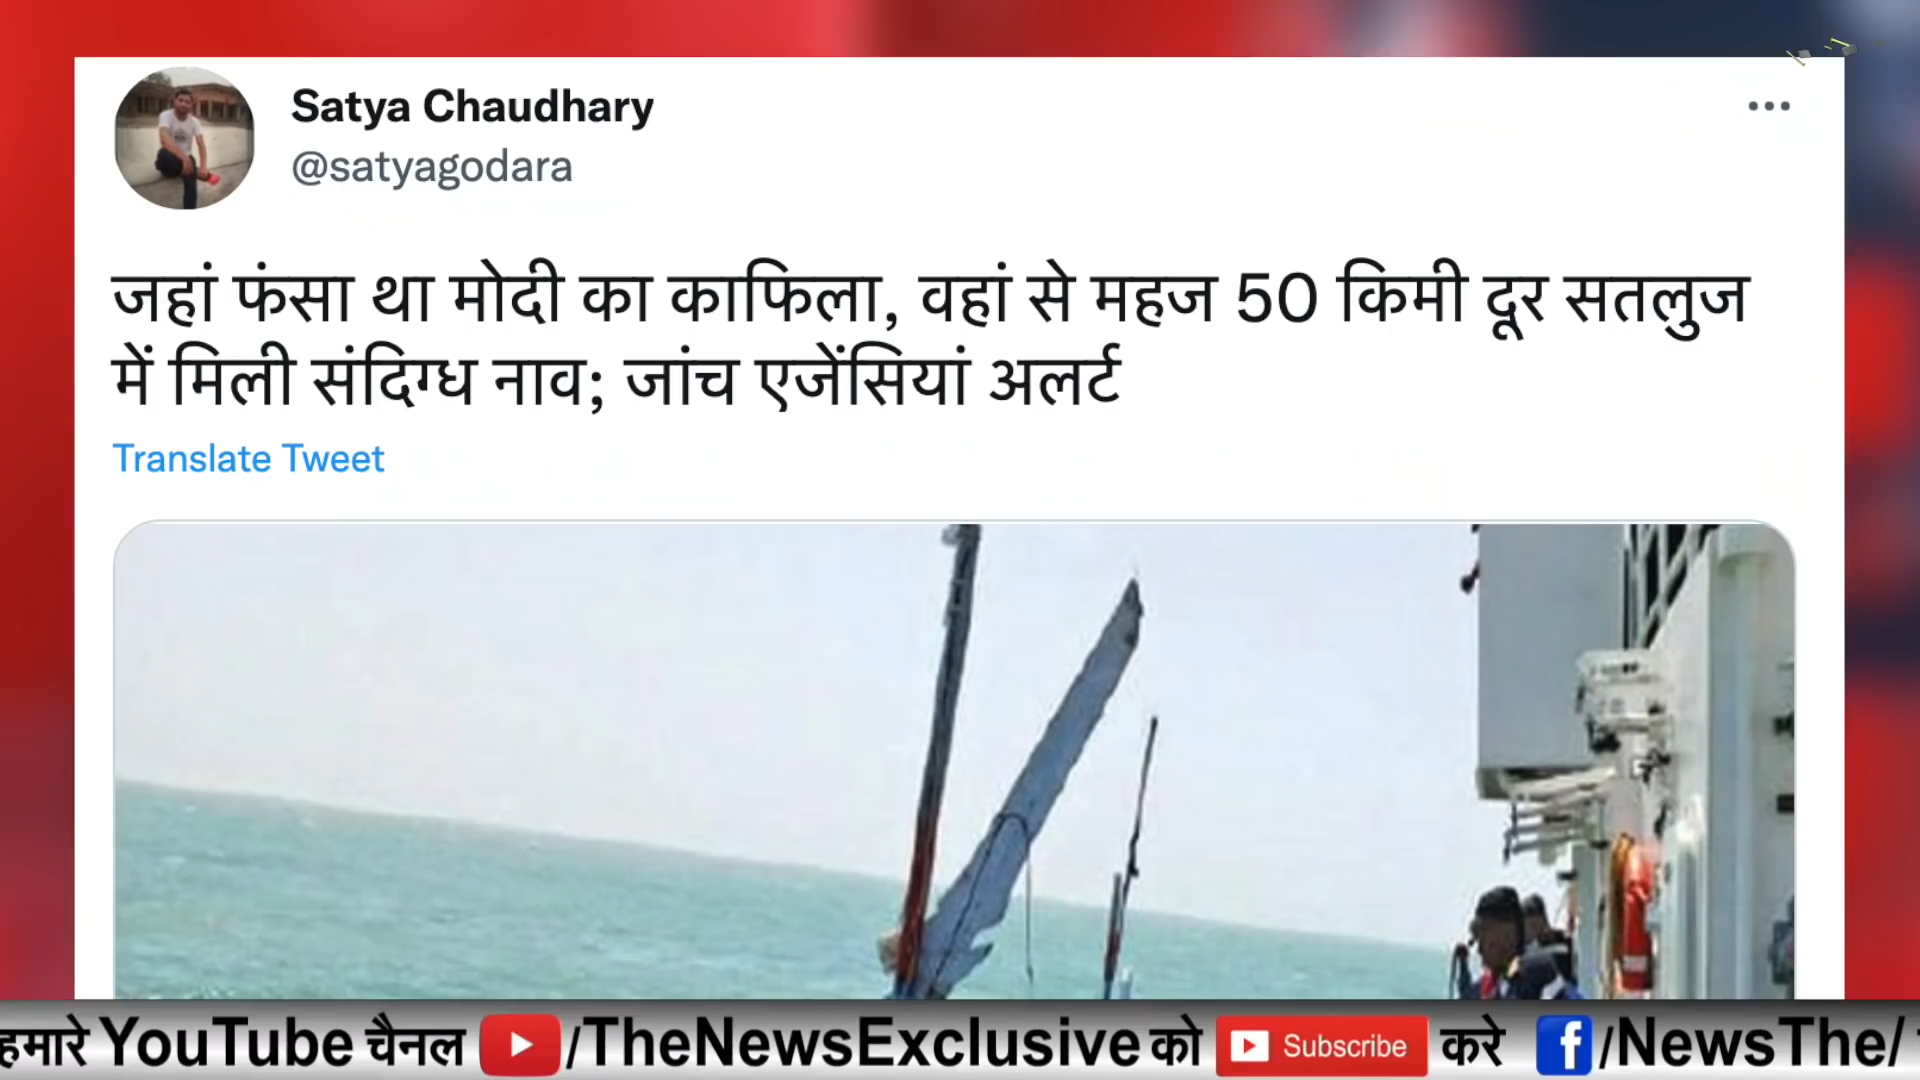 Satya Chaudhary
@satyagodara
जहां फंसा था मोदी का काफिला, वहां से महज 50 किमी दूर सतलुज
में मिली संदिग्ध नाव; जांच एजेंसियां अलर्ट
Translate Tweet
हमारे YouTube चैनल /TheNewsExclusive को Subscribe करे f/NewsThe/